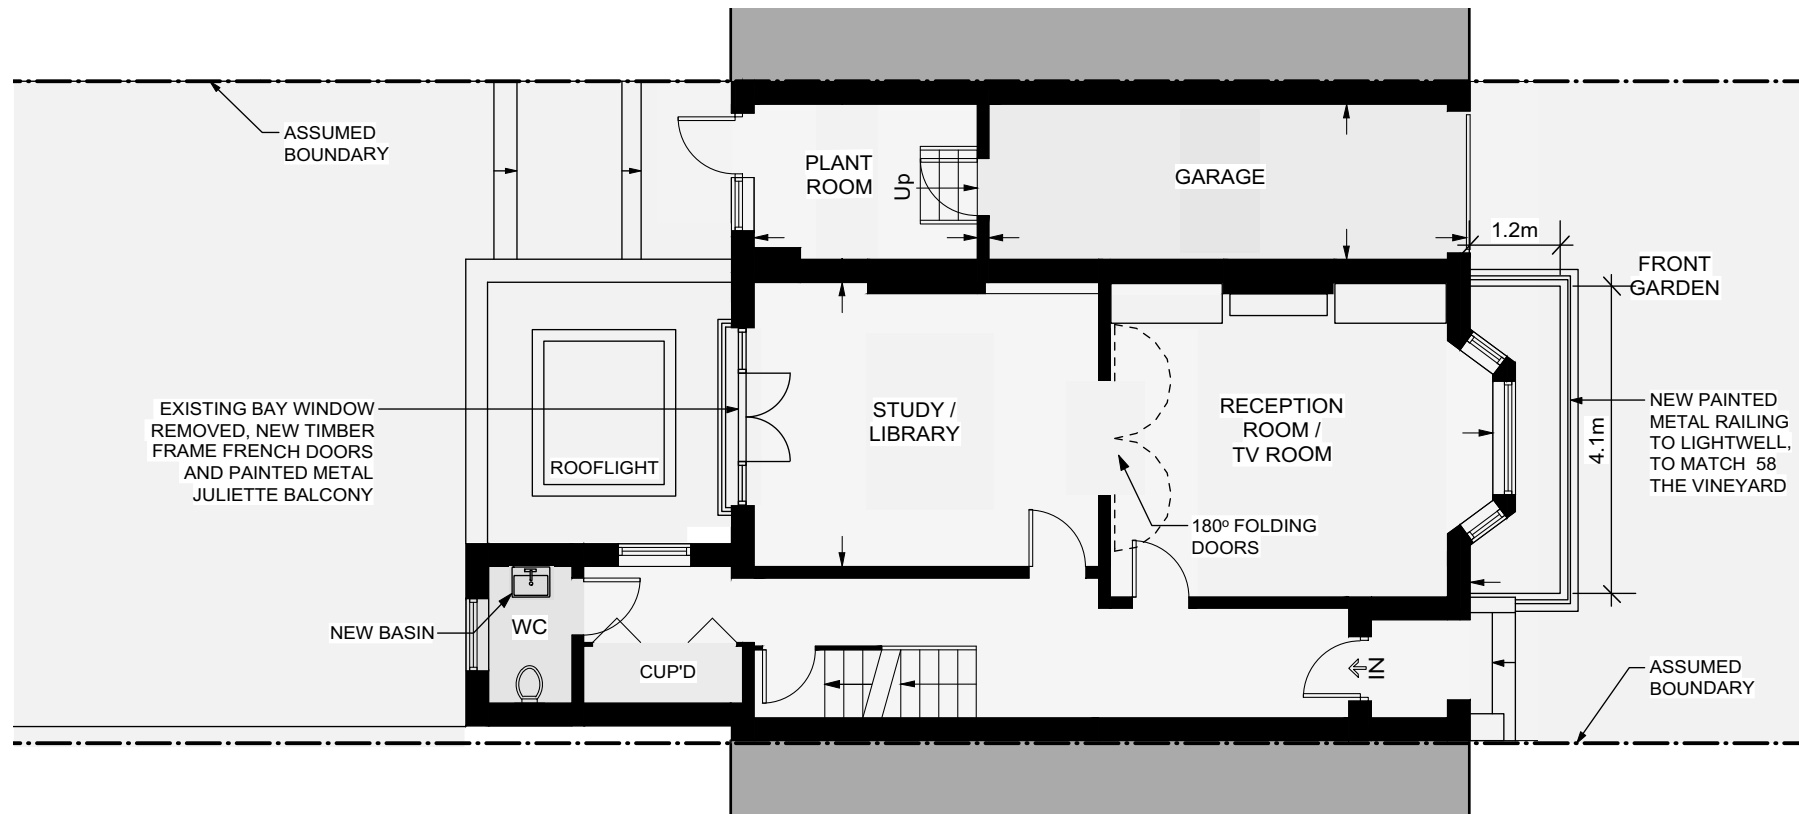 ASSUMED
BOUNDARY
PLANT
ROOM
Up
GARAGE
1.2m
FRONT
GARDEN
EXISTING BAY WINDOW
REMOVED, NEW TIMBER
FRAME FRENCH DOORS
AND PAINTED METAL
JULIETTE BALCONY
ROOFLIGHT
STUDY /
LIBRARY
RECEPTION
ROOM /
TV ROOM
4.1m
NEW PAINTED
METAL RAILING
TO LIGHTWELL,
TO MATCH 58
THE VINEYARD
180º FOLDING
DOORS
NEW BASIN
WC
CUP'D
IN
ASSUMED
BOUNDARY